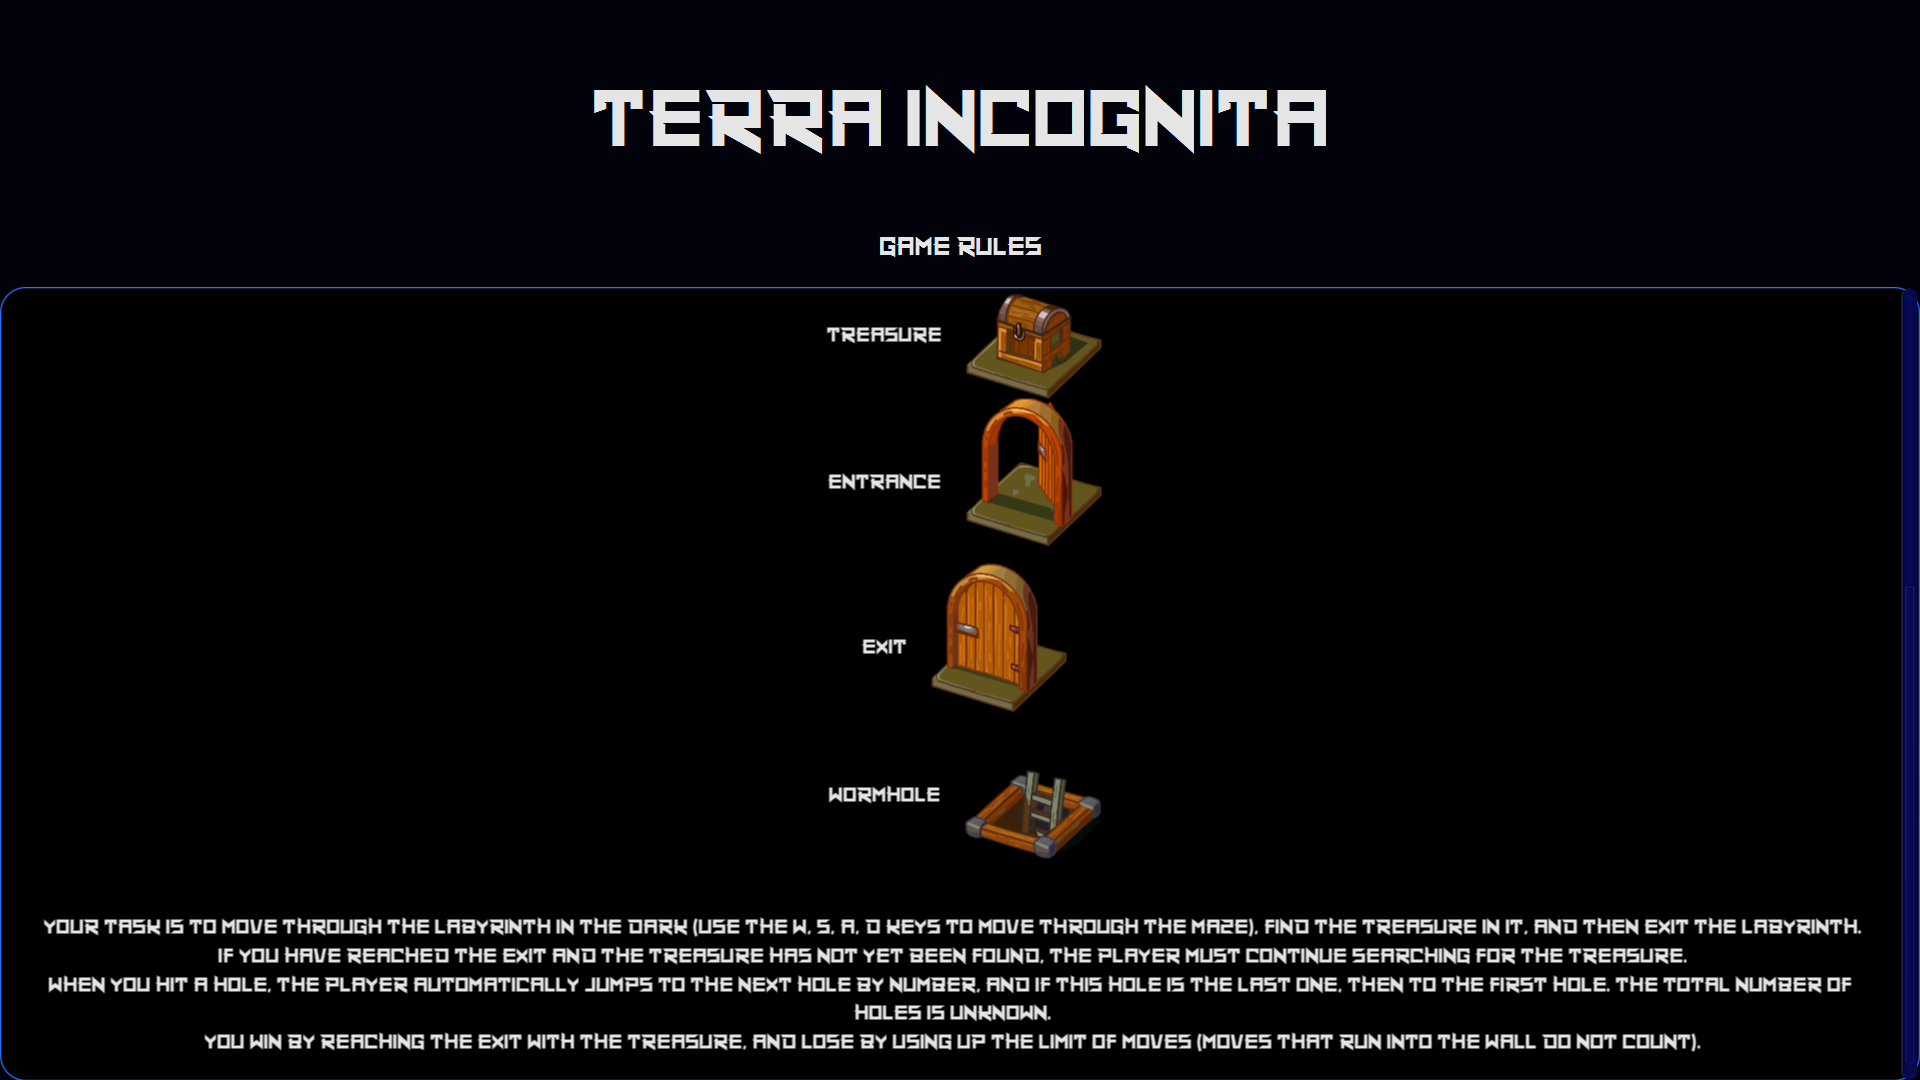 TERRA INCOGNITA
GAME RULES
TREASURE
ENTRANCE
EXIT
WORMHOLE
YOUR TASK IS TO MOVE THROUGH THE LABYRINTH IN THE DARK (USE THE W, S, A, D KEYS TO MOVE THROUGH THE MAZE), FIND THE TREASURE IN IT, AND THEN EXIT THE LABYRINTH.
IF YOU HAVE REACHED THE EXIT AND THE TREASURE HAS NOT YET BEEN FOUND, THE PLAYER MUST CONTINUE SEARCHING FOR THE TREASURE.
WHEN YOU HIT A HOLE, THE PLAYER AUTOMATICALLY JUMPS TO THE NEXT HOLE BY NUMBER, AND IF THIS HOLE IS THE LAST ONE, THEN TO THE FIRST HOLE. THE TOTAL NUMBER OF
HOLES IS UNKNOWN.
YOU WIN BY REACHING THE EXIT WITH THE TREASURE, AND LOSE BY USING UP THE LIMIT OF MOVES (MOVES THAT RUN INTO THE WALL DO NOT COUNT).